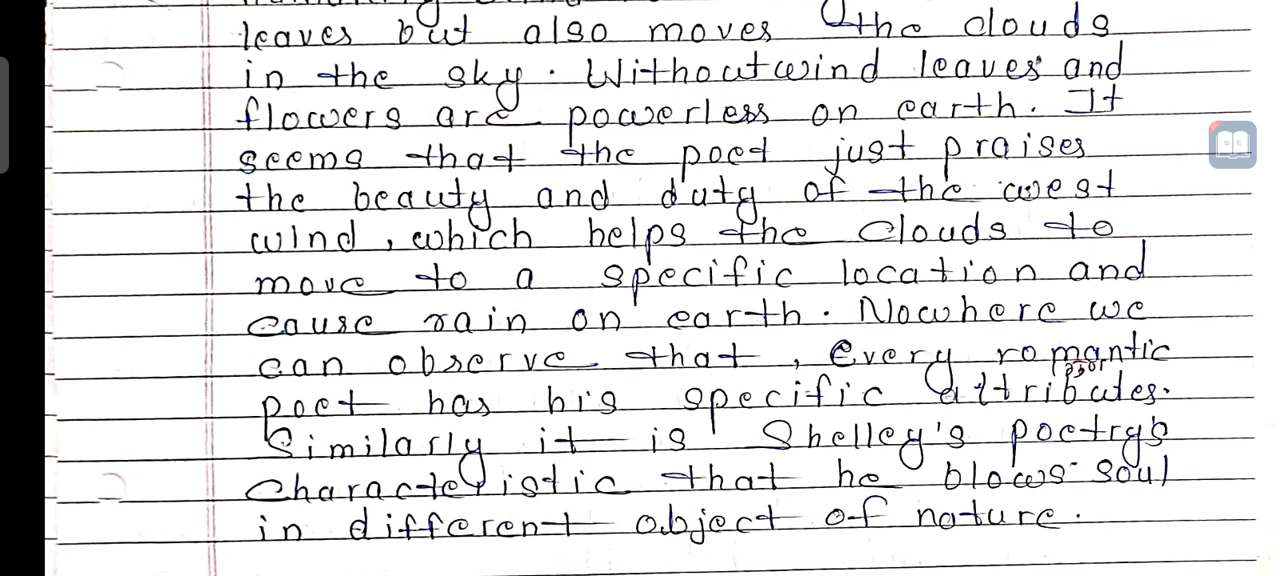 leaves but also moves the clouds
in the sky. Without wind leaves and
flowers are powerless on earth. It
seems that the poet just praises
the beauty and duty of the west
wind, which helps the clouds to
move to a specific location and
cause rain on earth. Nowhere we
can observe that, every romantic
poet has his specific attributes.
Similarly it is Shelley's poetry's
characteristic that he blows soul
in different object of nature.